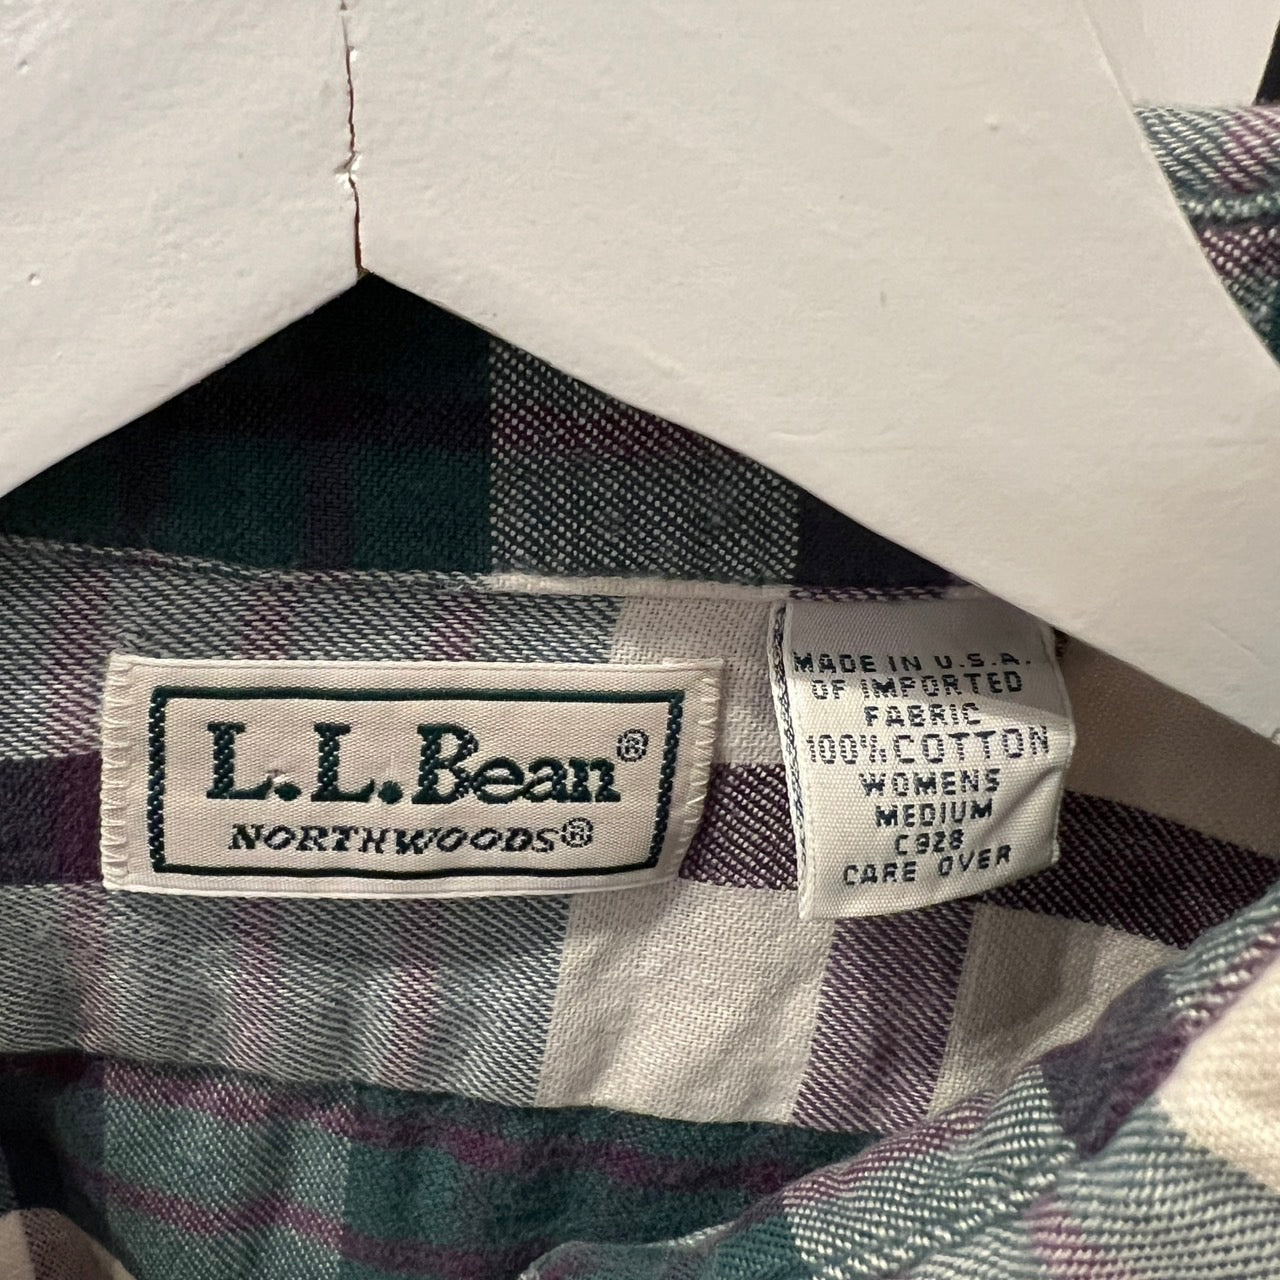 L.L.Bean®
NORTHWOODS®
MADE IN U.S.A.
OF IMPORTED
FABRIC
100% COTTON
WOMENS
MEDIUM
C928
CARE OVER